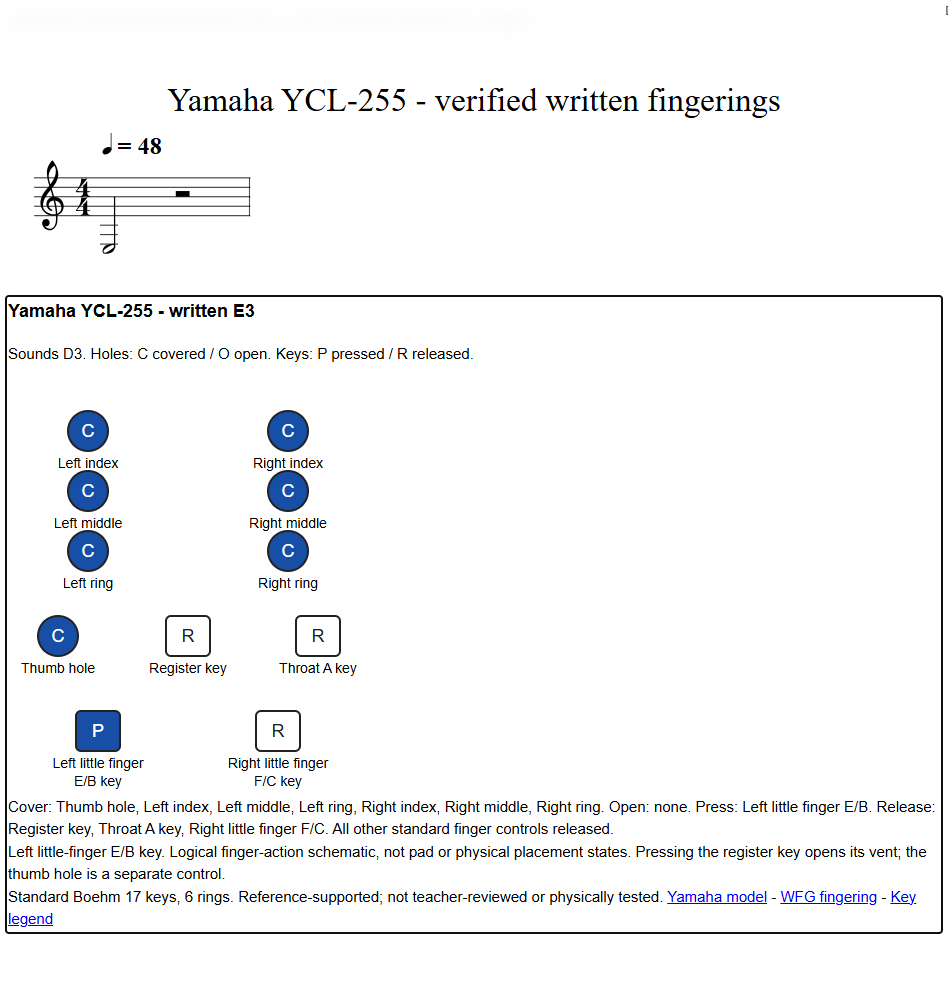 Yamaha YCL-255 - verified written fingerings
= 48
4
4
Yamaha YCL-255 - written E3
Sounds D3. Holes: C covered / O open. Keys: P pressed / R released.
C C
Left index Right index
C C
Left middle Right middle
C C
Left ring Right ring
C R R
Thumb hole Register key Throat A key
P R
Left little finger Right little finger
E/B key F/C key
Cover: Thumb hole, Left index, Left middle, Left ring, Right index, Right middle, Right ring. Open: none. Press: Left little finger E/B. Release:
Register key, Throat A key, Right little finger F/C. All other standard finger controls released.
Left little-finger E/B key. Logical finger-action schematic, not pad or physical placement states. Pressing the register key opens its vent; the
thumb hole is a separate control.
Standard Boehm 17 keys, 6 rings. Reference-supported; not teacher-reviewed or physically tested. Yamaha model - WFG fingering - Key
legend